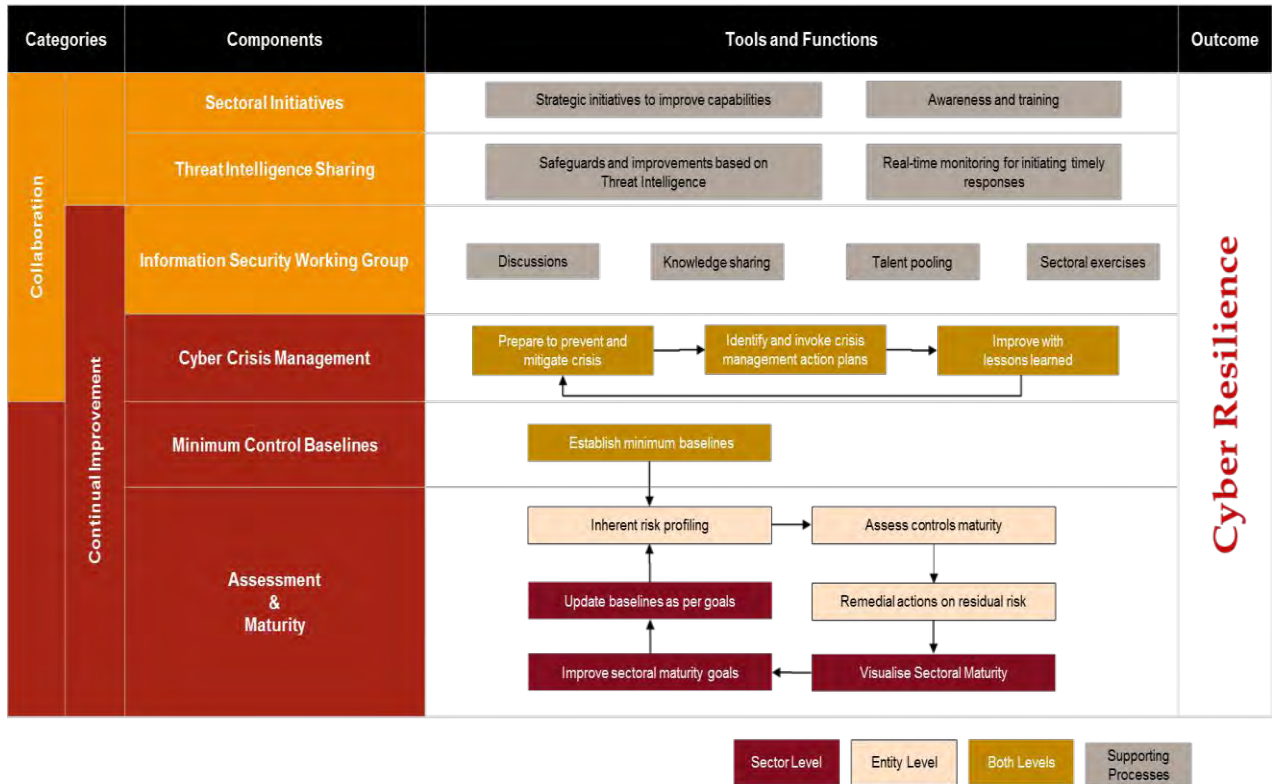 Categories
Components
Tools and Functions
Outcome
Collaboration
Continual Improvement
Sectoral Initiatives
Strategic initiatives to improve capabilities
Awareness and training
Threat Intelligence Sharing
Safeguards and improvements based on
Threat Intelligence
Real-time monitoring for initiating timely
responses
Information Security Working Group
Discussions
Knowledge sharing
Talent pooling
Sectoral exercises
Cyber Crisis Management
Prepare to prevent and
mitigate crisis
Identify and invoke crisis
management action plans
Improve with
lessons learned
Minimum Control Baselines
Establish minimum baselines
Assessment
&
Maturity
Inherent risk profiling
Assess controls maturity
Update baselines as per goals
Remedial actions on residual risk
Improve sectoral maturity goals
Visualise Sectoral Maturity
Cyber Resilience
Sector Level
Entity Level
Both Levels
Supporting
Processes